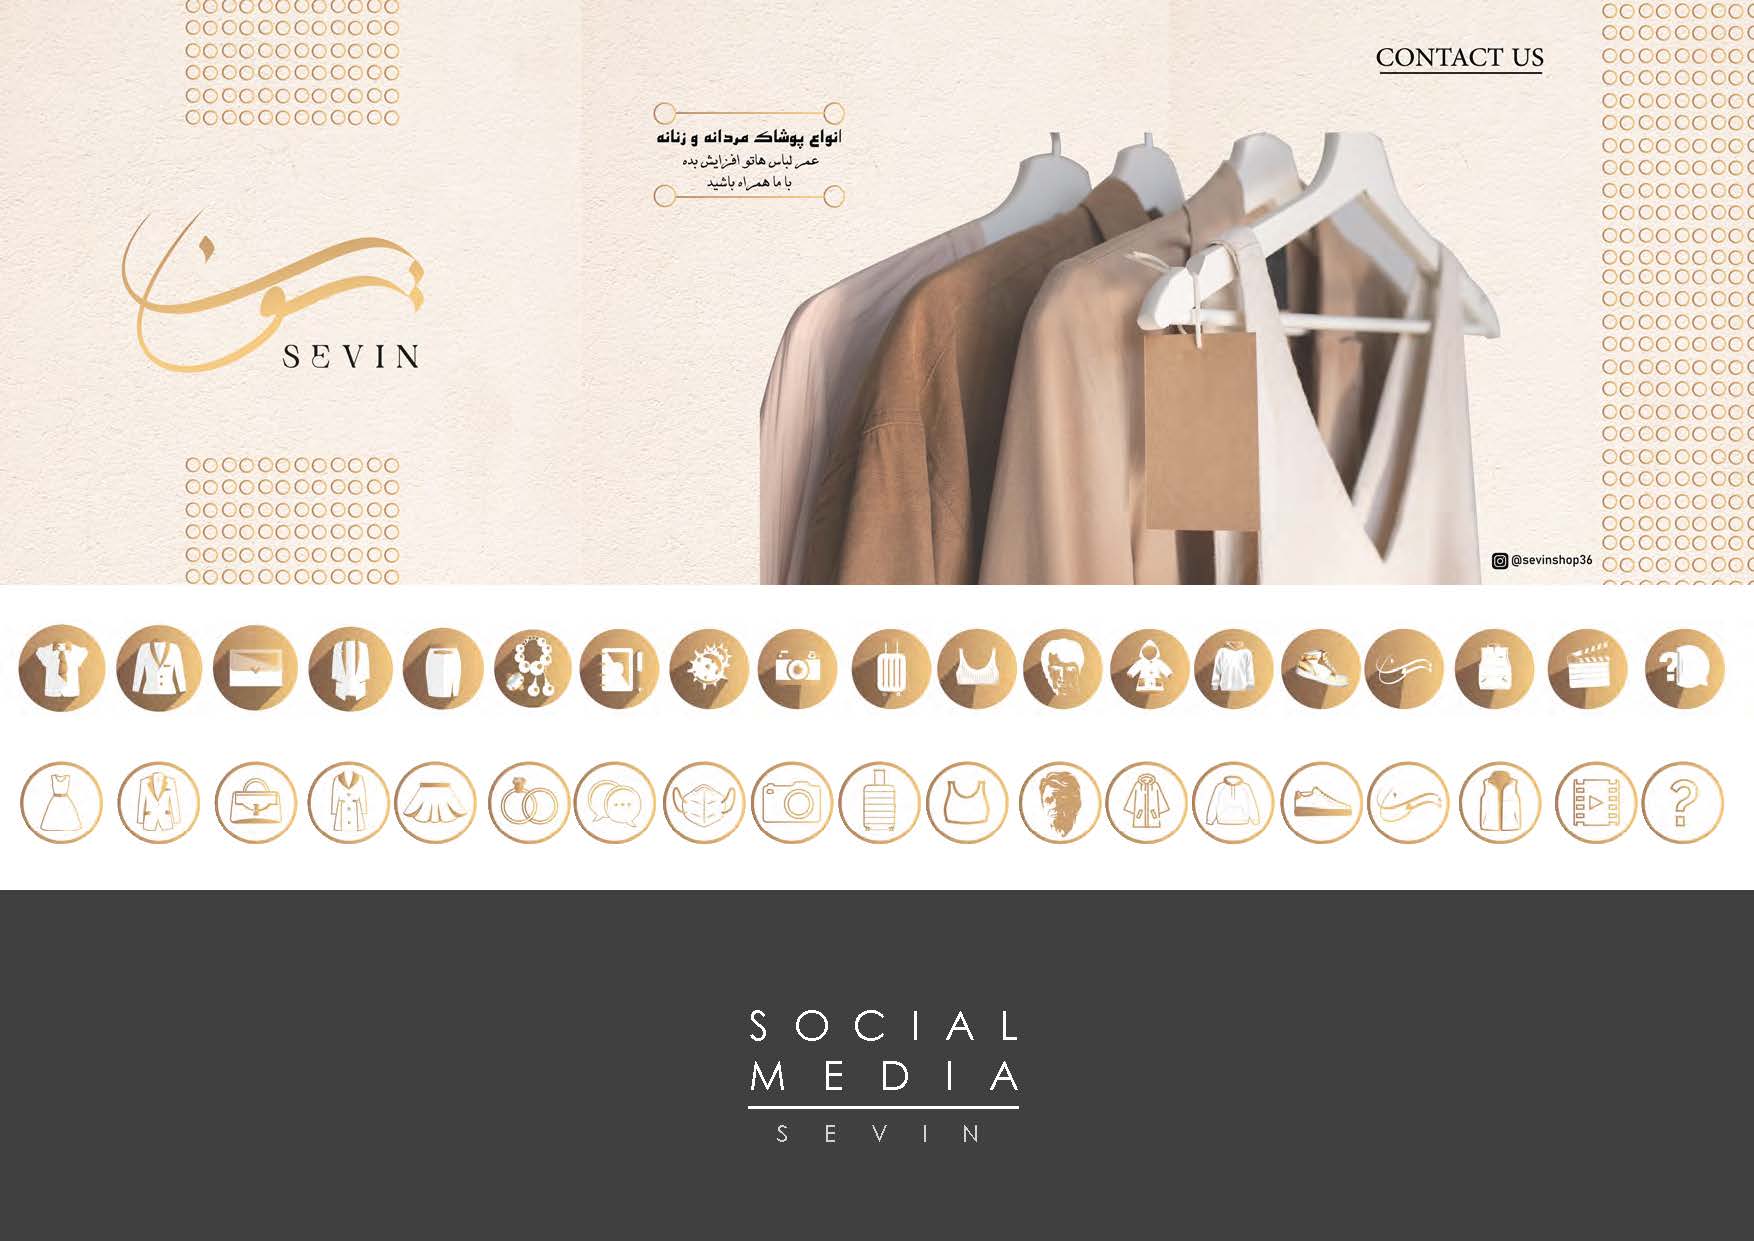 CONTACT US
انواع پوشاک مردانه و زنانه
عمر لباس هاتو افزایش بده
با ما همراه باشید
سوین
SEVIN
@sevinshop36
SOCIAL
MEDIA
SEVIN